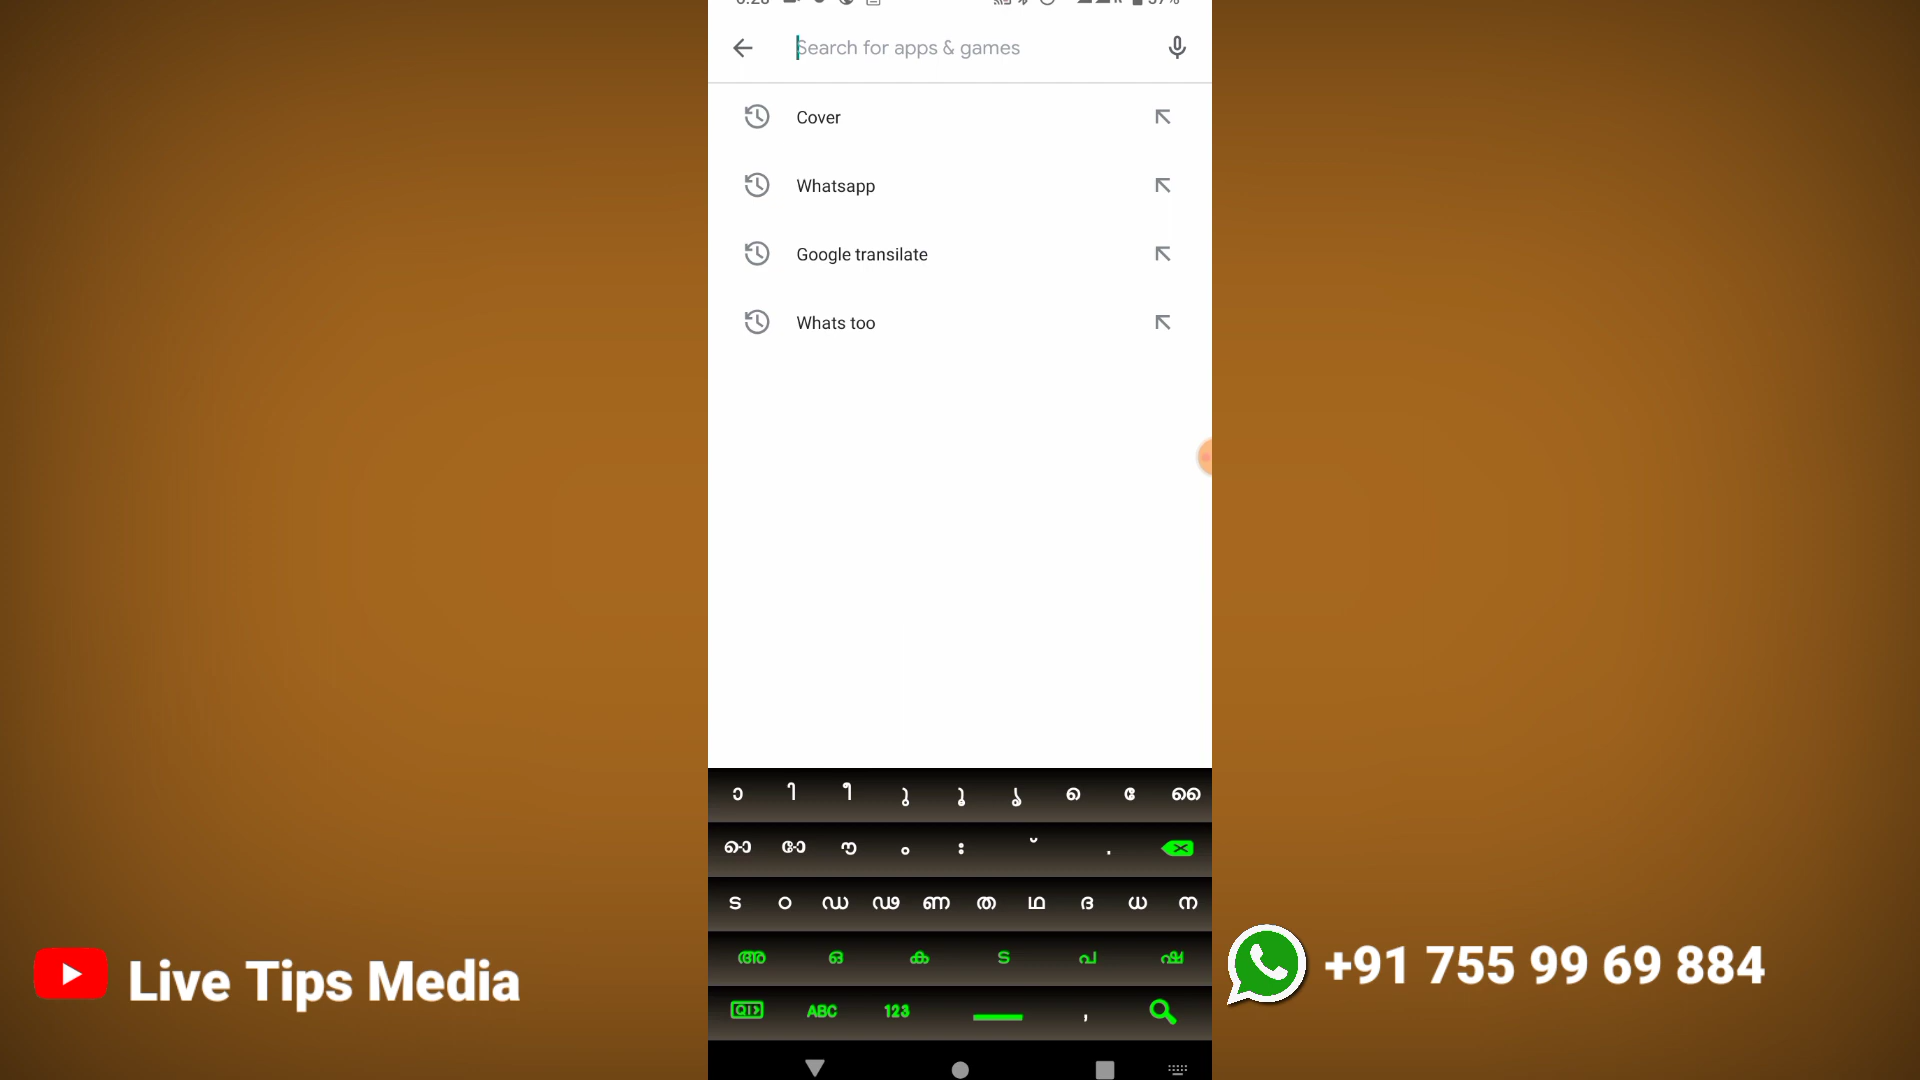 Search for apps & games
Cover
Whatsapp
Google transilate
Whats too
ാ ി ീ ു ൂ ൃ െ േ ൈ
ൊ ോ ൗ ം ഃ ് .
ട ഠ ഡ ഢ ണ ത ഥ ദ ധ ന
അ ഒ ക ട പ ഷ
ABC 123 ,
Live Tips Media
+91 755 99 69 884